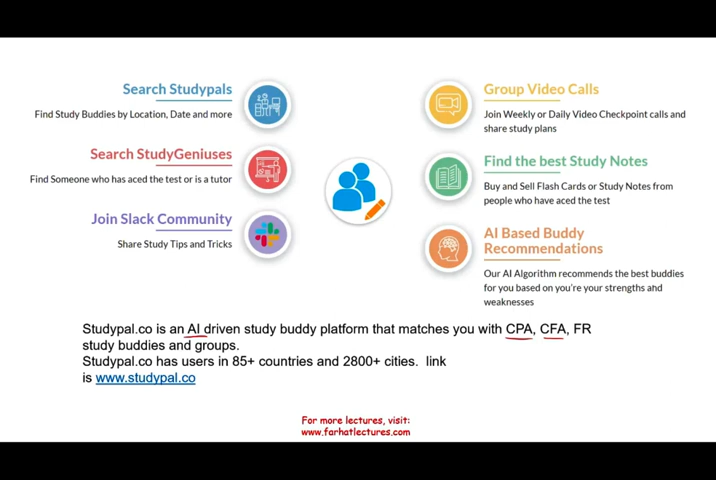 Search Studypals
Find Study Buddies by Location, Date and more
Search StudyGeniuses
Find Someone who has aced the test or is a tutor
Join Slack Community
Share Study Tips and Tricks
Group Video Calls
Join Weekly or Daily Video Checkpoint calls and
share study plans
Find the best Study Notes
Buy and Sell Flash Cards or Study Notes from
people who have aced the test
AI Based Buddy
Recommendations
Our AI Algorithm recommends the best buddies
for you based on you're your strengths and
weaknesses
Studypal.co is an AI driven study buddy platform that matches you with CPA, CFA, FR
study buddies and groups.
Studypal.co has users in 85+ countries and 2800+ cities. link
is www.studypal.co
For more lectures, visit:
www.farhatlectures.com